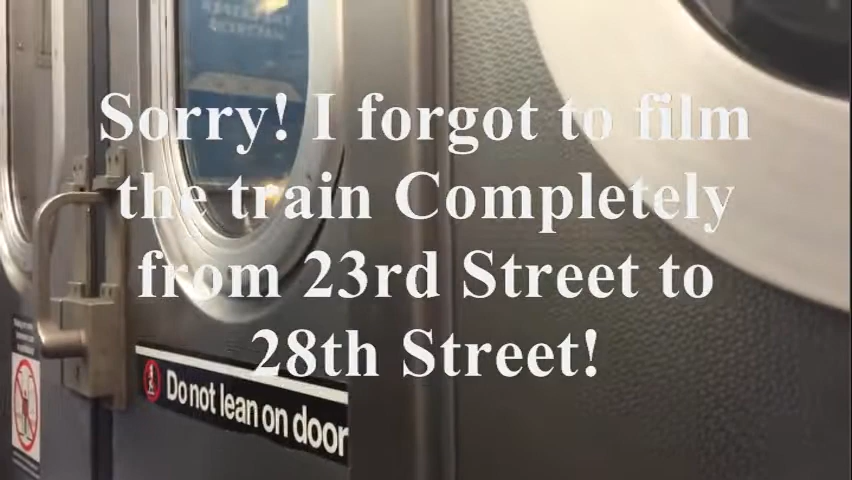 Sorry! I forgot to film
the train Completely
from 23rd Street to
28th Street!
Do not lean on door